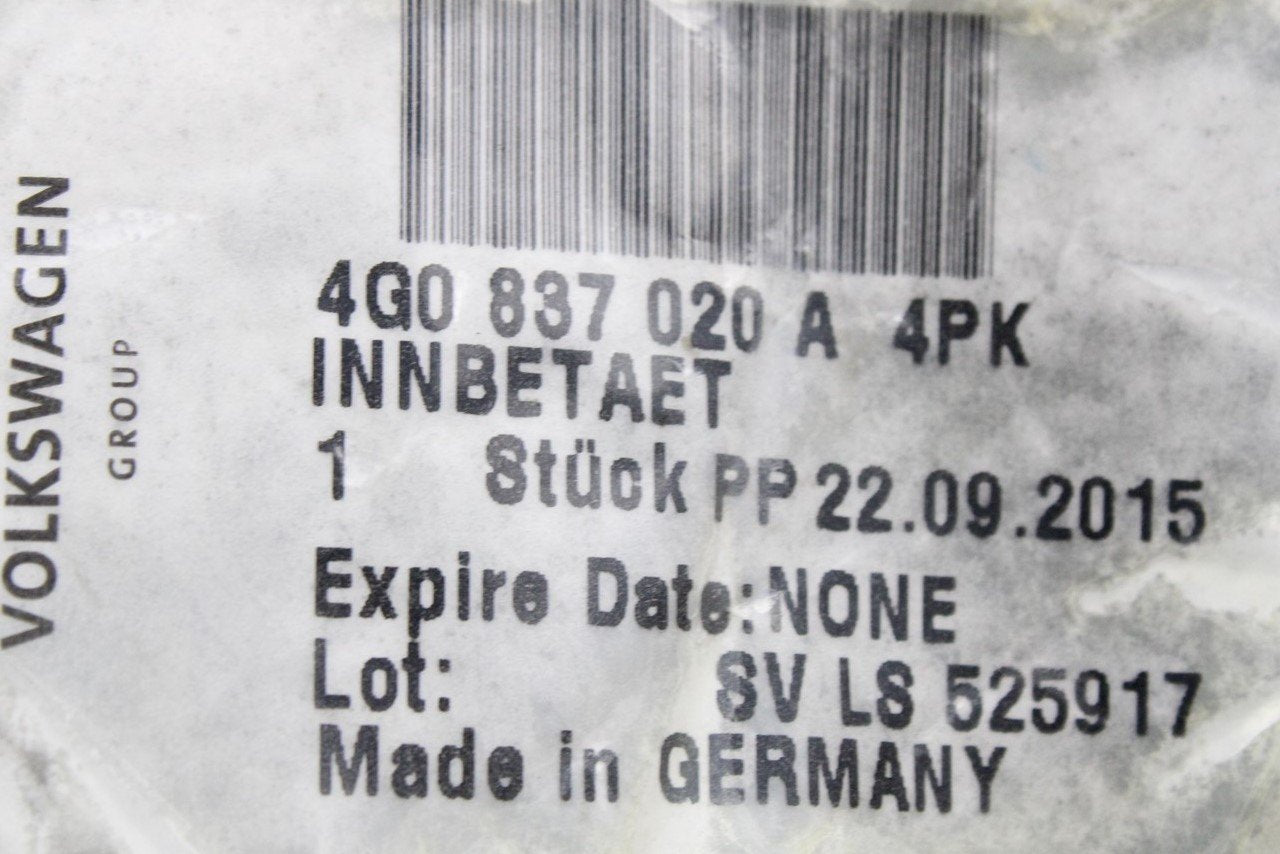 VOLKSWAGEN
GROUP
4G0 837 020 A 4PK
INNBETAET
1 Stück PP 22.09.2015
Expire Date:NONE
Lot: SV LS 525917
Made in GERMANY